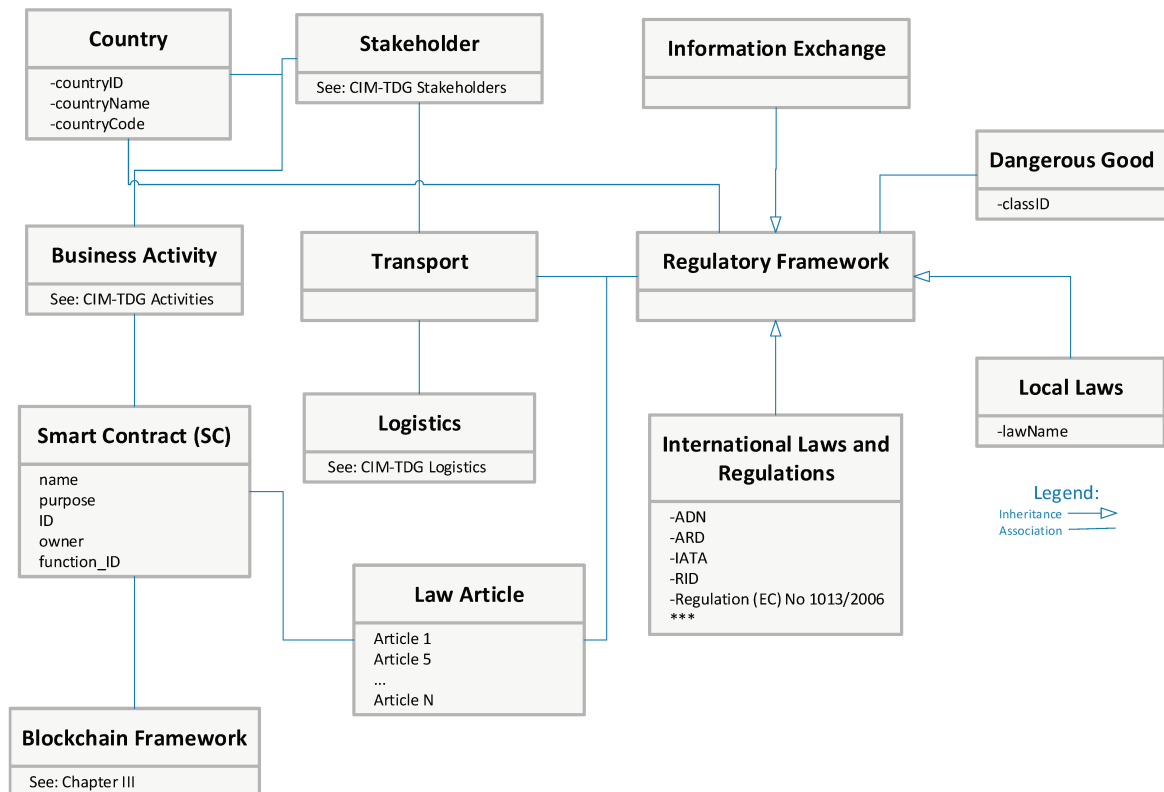 Country
-countryID
-countryName
-countryCode
Stakeholder
See: CIM-TDG Stakeholders
Information Exchange
Dangerous Good
-classID
Business Activity
See: CIM-TDG Activities
Transport
Regulatory Framework
Local Laws
-lawName
Logistics
See: CIM-TDG Logistics
Smart Contract (SC)
name
purpose
ID
owner
function_ID
International Laws and
Regulations
-ADN
-ARD
-IATA
-RID
-Regulation (EC) No 1013/2006
***
Legend:
Inheritance
Association
Law Article
Article 1
Article 5
...
Article N
Blockchain Framework
See: Chapter III